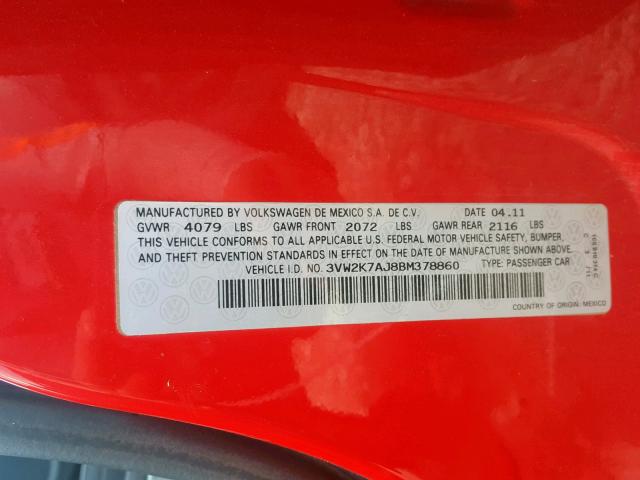 MANUFACTURED BY VOLKSWAGEN DE MEXICO S.A. DE C.V. DATE 04.11
GVWR 4079 LBS GAWR FRONT 2072 LBS GAWR REAR 2116 LBS
THIS VEHICLE CONFORMS TO ALL APPLICABLE U.S. FEDERAL MOTOR VEHICLE SAFETY, BUMPER,
AND THEFT PREVENTION STANDARDS IN EFFECT ON THE DATE OF MANUFACTURE SHOWN ABOVE.
VEHICLE I.D. NO. 3VW2K7AJ8BM378860 TYPE: PASSENGER CAR
COUNTRY OF ORIGIN: MEXICO